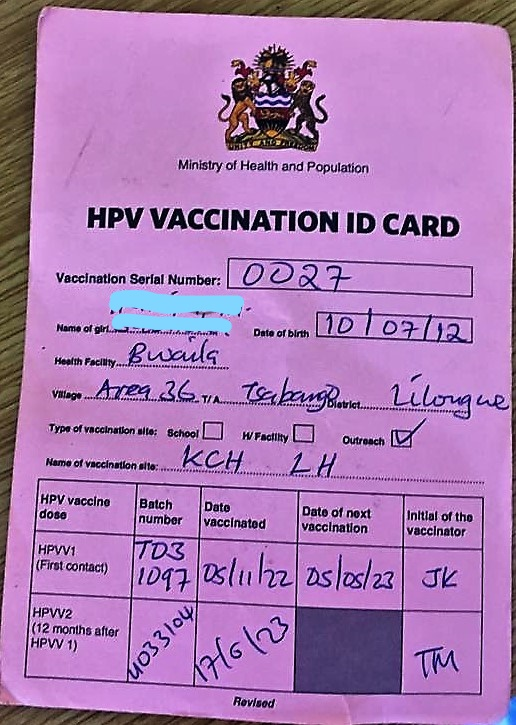 UNITY AND FREEDOM
Ministry of Health and Population
HPV VACCINATION ID CARD
Vaccination Serial Number: 0027
Name of girl Date of birth 10/07/12
Health Facility Bwaila
Village Area 36 T/A Tsabango District Lilongwe
Type of vaccination site: School H/Facility Outreach ✓
Name of vaccination site: KCH LH
HPV vaccine dose Batch number Date vaccinated Date of next vaccination Initial of the vaccinator
HPVV1 (First contact) TD3 1097 05/11/22 05/05/23 JK
HPVV2 (12 months after HPVV 1) U033104 17/6/23 TM
Revised